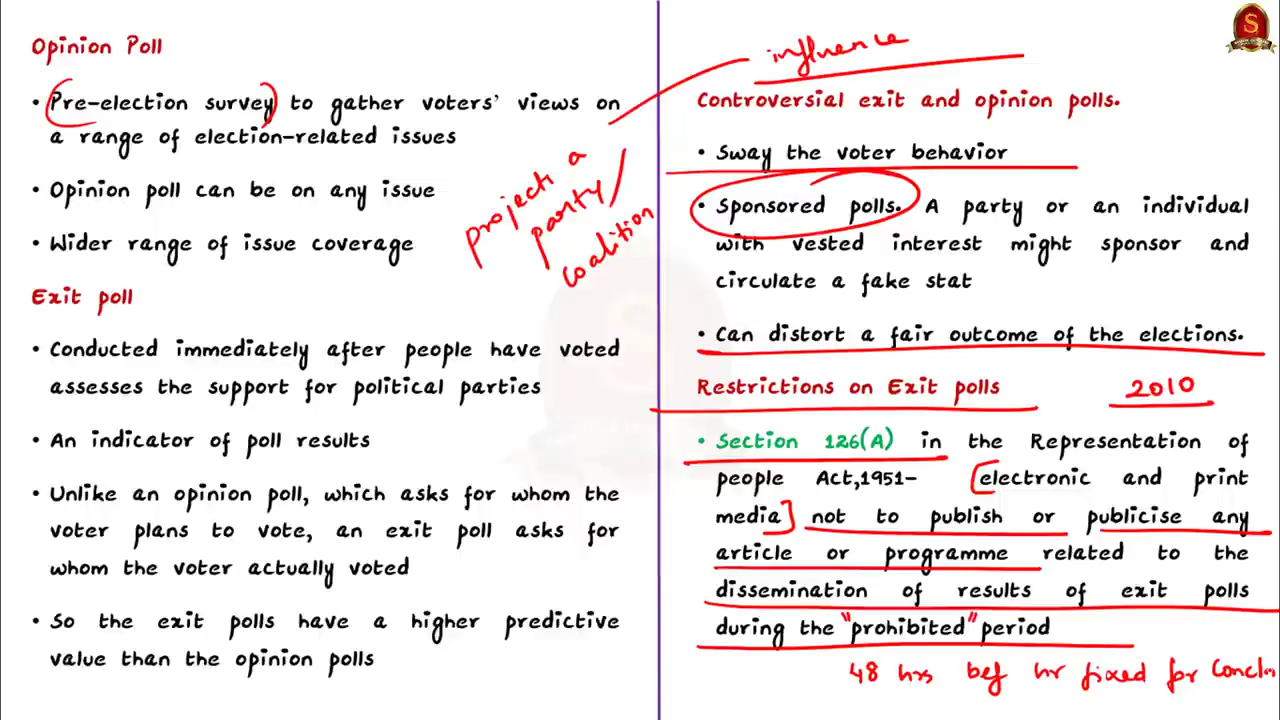 Opinion Poll
• Pre-election survey to gather voters' views on
a range of election-related issues
• Opinion poll can be on any issue
• Wider range of issue coverage
Exit poll
• Conducted immediately after people have voted
assesses the support for political parties
• An indicator of poll results
• Unlike an opinion poll, which asks for whom the
voter plans to vote, an exit poll asks for
whom the voter actually voted
• So the exit polls have a higher predictive
value than the opinion polls
projects a
party/
coalition
influence
Controversial exit and opinion polls.
• Sway the voter behavior
• Sponsored polls. A party or an individual
with vested interest might sponsor and
circulate a fake stat
• Can distort a fair outcome of the elections.
Restrictions on Exit polls
2010
• Section 126(A) in the Representation of
people Act,1951- [electronic and print
media] not to publish or publicise any
article or programme related to the
dissemination of results of exit polls
during the "prohibited" period
48 hrs bef hr fixed for
S